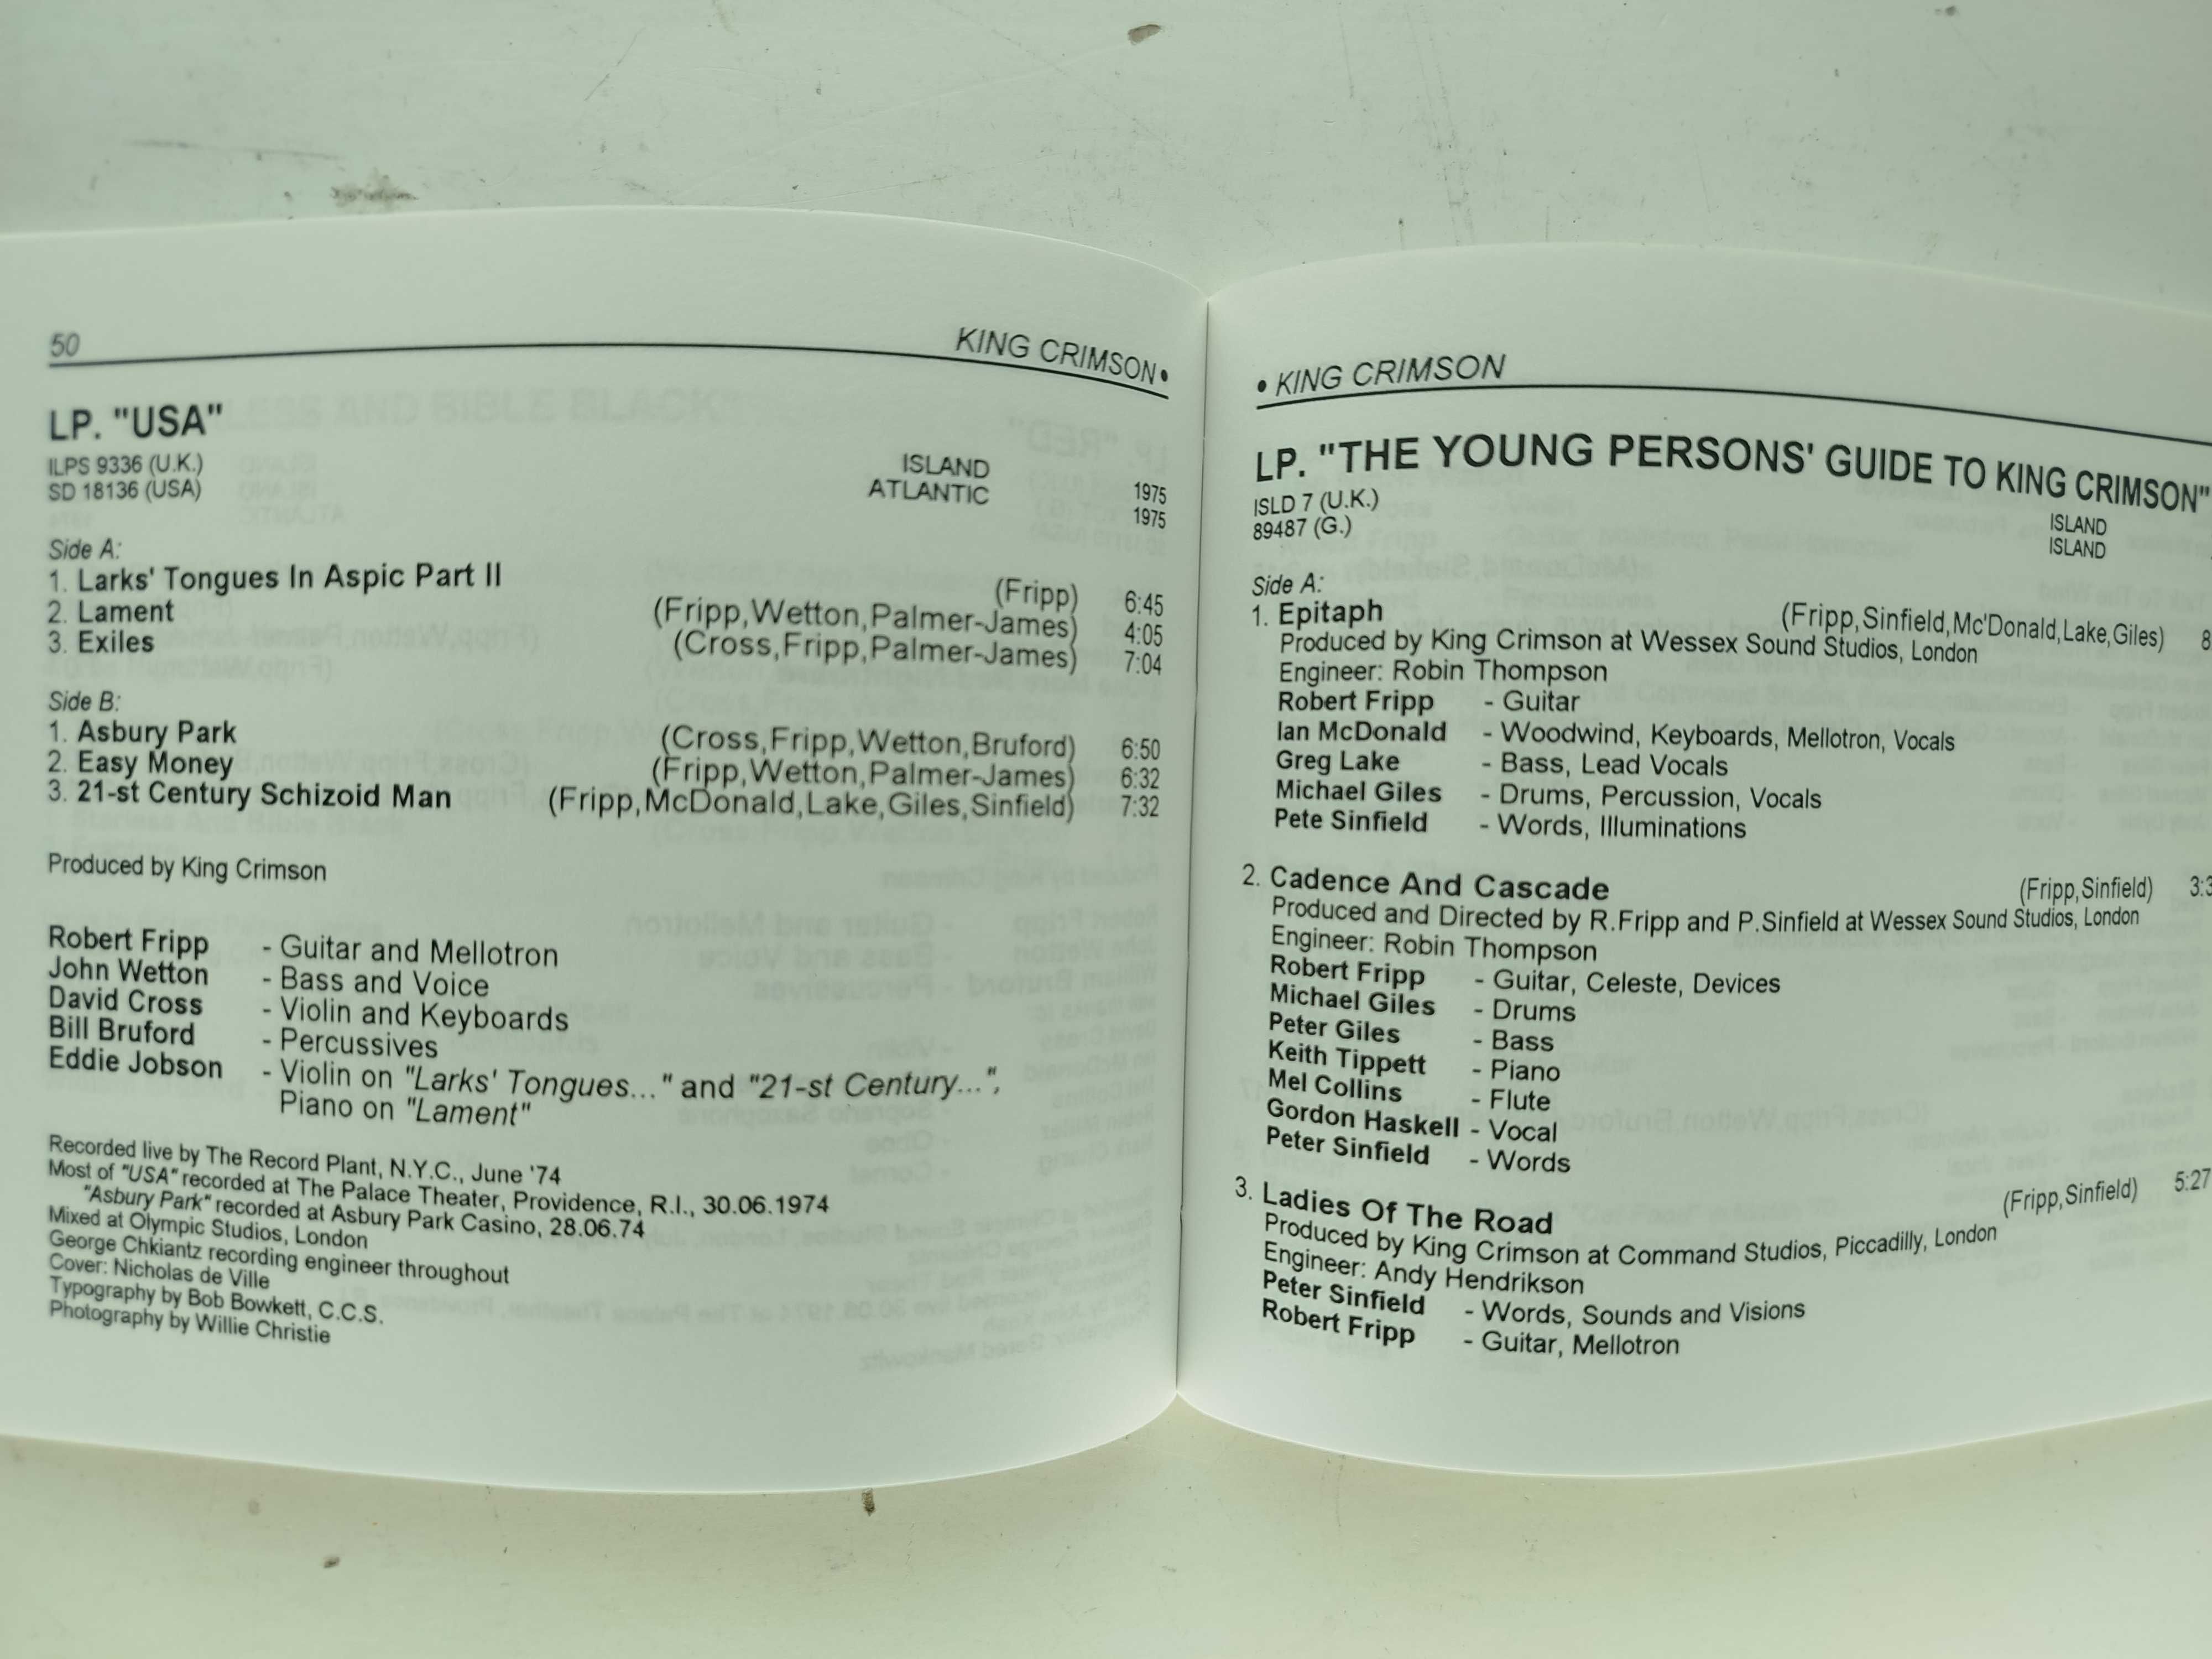 50
KING CRIMSON •
LP. "USA"
ILPS 9336 (U.K.) ISLAND 1975
SD 18136 (USA) ATLANTIC 1975
Side A:
1. Larks' Tongues In Aspic Part II (Fripp) 6:45
2. Lament (Fripp,Wetton,Palmer-James) 4:05
3. Exiles (Cross,Fripp,Palmer-James) 7:04
Side B:
1. Asbury Park (Cross,Fripp,Wetton,Bruford) 6:50
2. Easy Money (Fripp,Wetton,Palmer-James) 6:32
3. 21-st Century Schizoid Man (Fripp,McDonald,Lake,Giles,Sinfield) 7:32
Produced by King Crimson
Robert Fripp - Guitar and Mellotron
John Wetton - Bass and Voice
David Cross - Violin and Keyboards
Bill Bruford - Percussives
Eddie Jobson - Violin on "Larks' Tongues..." and "21-st Century...",
Piano on "Lament"
Recorded live by The Record Plant, N.Y.C., June '74
Most of "USA" recorded at The Palace Theater, Providence, R.I., 30.06.1974
"Asbury Park" recorded at Asbury Park Casino, 28.06.74
Mixed at Olympic Studios, London
George Chkiantz recording engineer throughout
Cover: Nicholas de Ville
Typography by Bob Bowkett, C.C.S.
Photography by Willie Christie
• KING CRIMSON
LP. "THE YOUNG PERSONS' GUIDE TO KING CRIMSON"
ISLD 7 (U.K.) ISLAND
89487 (G.) ISLAND
Side A:
1. Epitaph (Fripp,Sinfield,Mc'Donald,Lake,Giles) 8
Produced by King Crimson at Wessex Sound Studios, London
Engineer: Robin Thompson
Robert Fripp - Guitar
Ian McDonald - Woodwind, Keyboards, Mellotron, Vocals
Greg Lake - Bass, Lead Vocals
Michael Giles - Drums, Percussion, Vocals
Pete Sinfield - Words, Illuminations
2. Cadence And Cascade (Fripp,Sinfield) 3:3
Produced and Directed by R.Fripp and P.Sinfield at Wessex Sound Studios, London
Engineer: Robin Thompson
Robert Fripp - Guitar, Celeste, Devices
Michael Giles - Drums
Peter Giles - Bass
Keith Tippett - Piano
Mel Collins - Flute
Gordon Haskell - Vocal
Peter Sinfield - Words
3. Ladies Of The Road (Fripp,Sinfield) 5:27
Produced by King Crimson at Command Studios, Piccadilly, London
Engineer: Andy Hendrikson
Peter Sinfield - Words, Sounds and Visions
Robert Fripp - Guitar, Mellotron